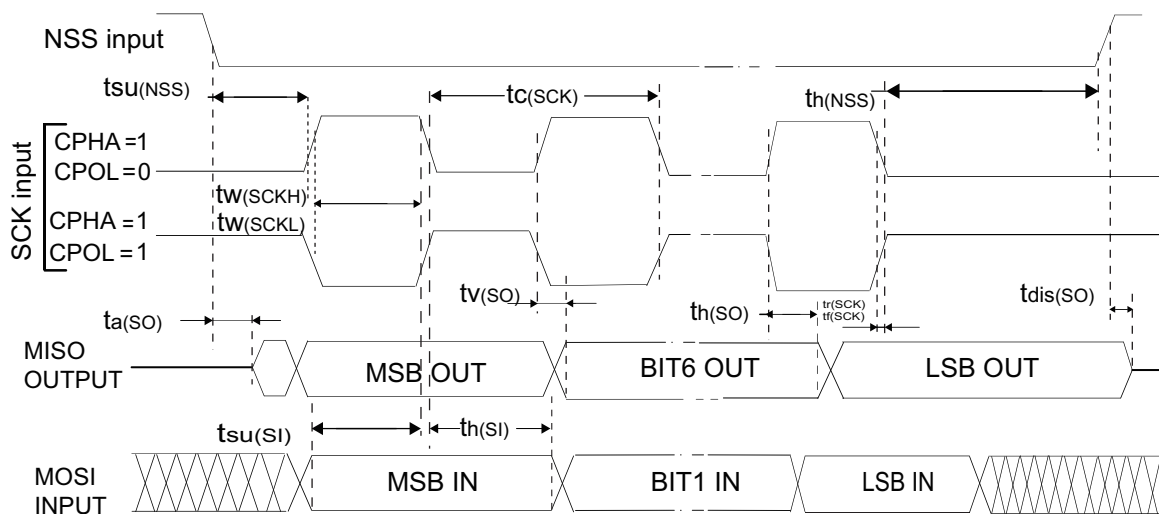 NSS input
tsu(NSS)
tc(SCK)
th(NSS)
SCK input
CPHA =1
CPOL =0
tw(SCKH)
CPHA =1
tw(SCKL)
CPOL =1
tv(SO)
th(SO)
tr(SCK)
tf(SCK)
tdis(SO)
ta(SO)
MISO
OUTPUT
MSB OUT
BIT6 OUT
LSB OUT
tsu(SI)
th(SI)
MOSI
INPUT
MSB IN
BIT1 IN
LSB IN